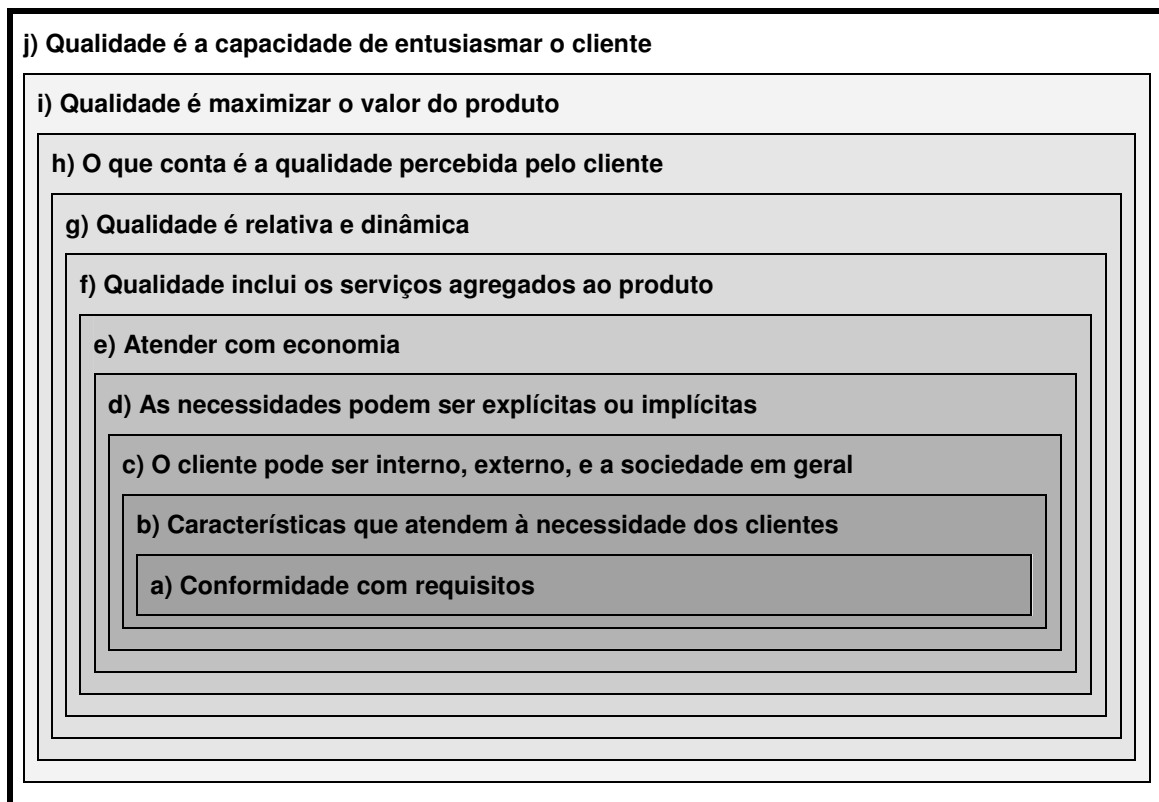 j) Qualidade é a capacidade de entusiasmar o cliente
i) Qualidade é maximizar o valor do produto
h) O que conta é a qualidade percebida pelo cliente
g) Qualidade é relativa e dinâmica
f) Qualidade inclui os serviços agregados ao produto
e) Atender com economia
d) As necessidades podem ser explícitas ou implícitas
c) O cliente pode ser interno, externo, e a sociedade em geral
b) Características que atendem à necessidade dos clientes
a) Conformidade com requisitos